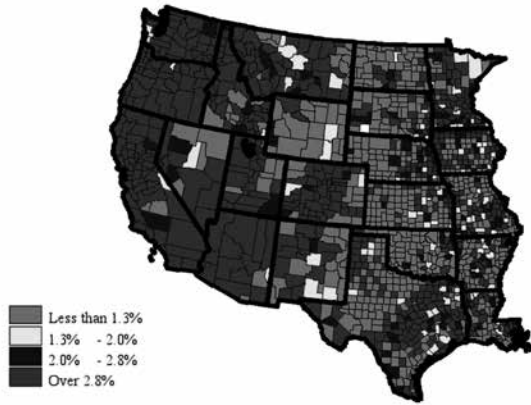 Less than 1.3%
1.3% - 2.0%
2.0% - 2.8%
Over 2.8%